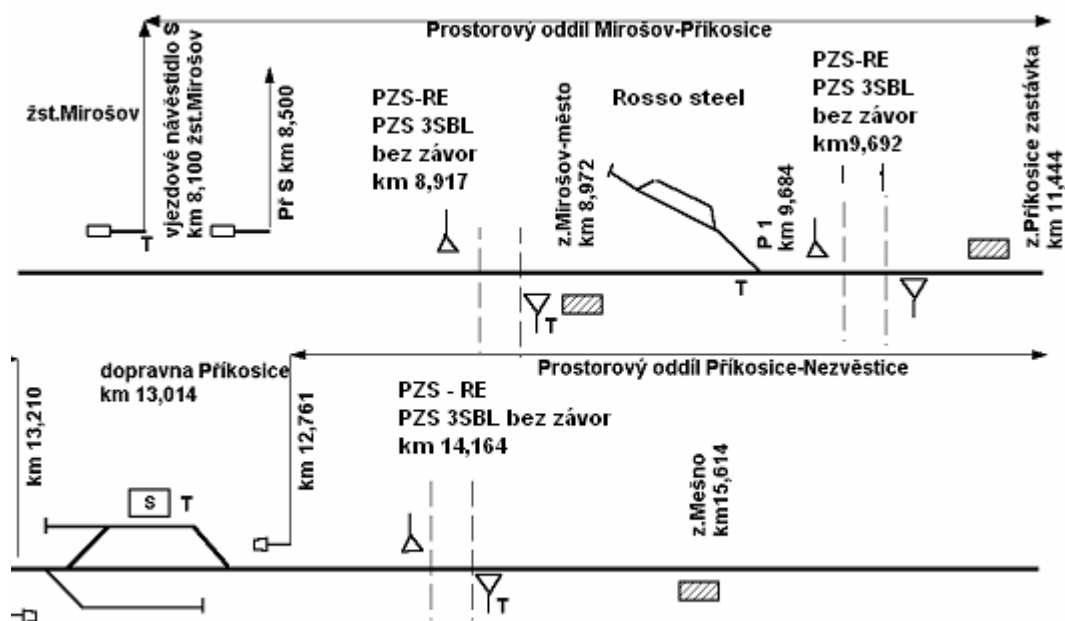 Prostorový oddíl Mirošov-Příkosice
žst.Mirošov
vjezdové návěstidlo S
km 8,100 žst.Mirošov
Př S km 8,500
PZS-RE
PZS 3SBL
bez závor
km 8,917
z.Mirošov-město
km 8,972
Rosso steel
P 1
km 9,684
PZS-RE
PZS 3SBL
bez závor
km9,692
z.Příkosice zastávka
km 11,444
T
T
T
km 13,210
dopravna Příkosice
km 13,014
km 12,761
Prostorový oddíl Příkosice-Nezvěstice
PZS - RE
PZS 3SBL bez závor
km 14,164
z.Mešno
km15,614
S
T
T